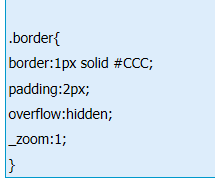 .border{
border:1px solid #CCC;
padding:2px;
overflow:hidden;
_zoom:1;
}